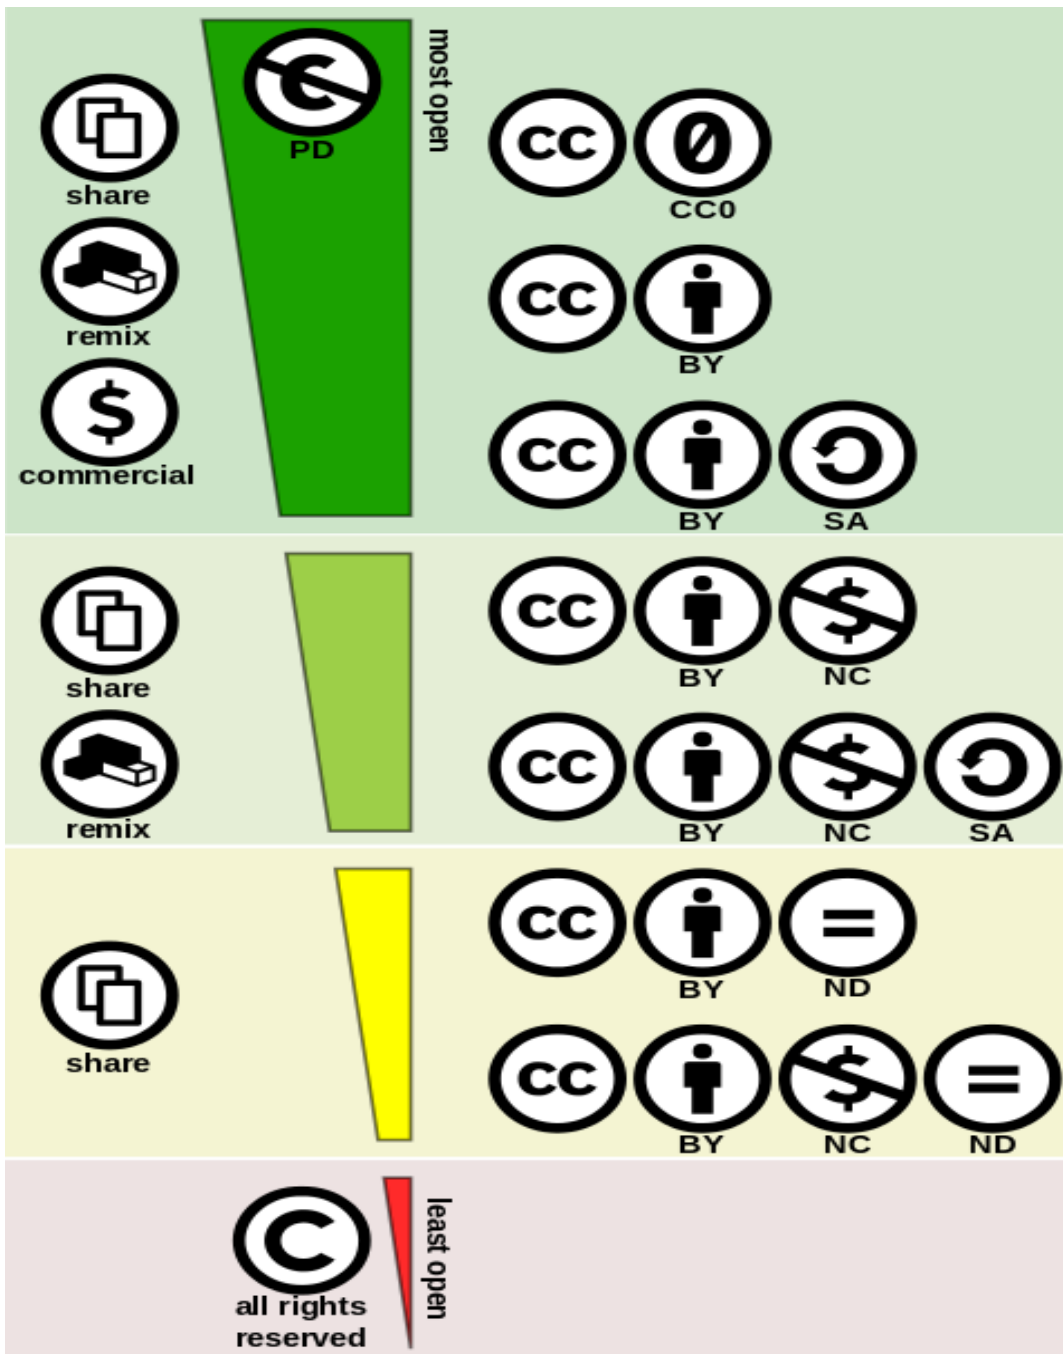 most open
PD
share
remix
commercial
cc 0
CC0
cc
BY
cc
BY SA
share
remix
cc $
BY NC
cc $
BY NC SA
share
cc =
BY ND
cc $ =
BY NC ND
least open
C
all rights
reserved